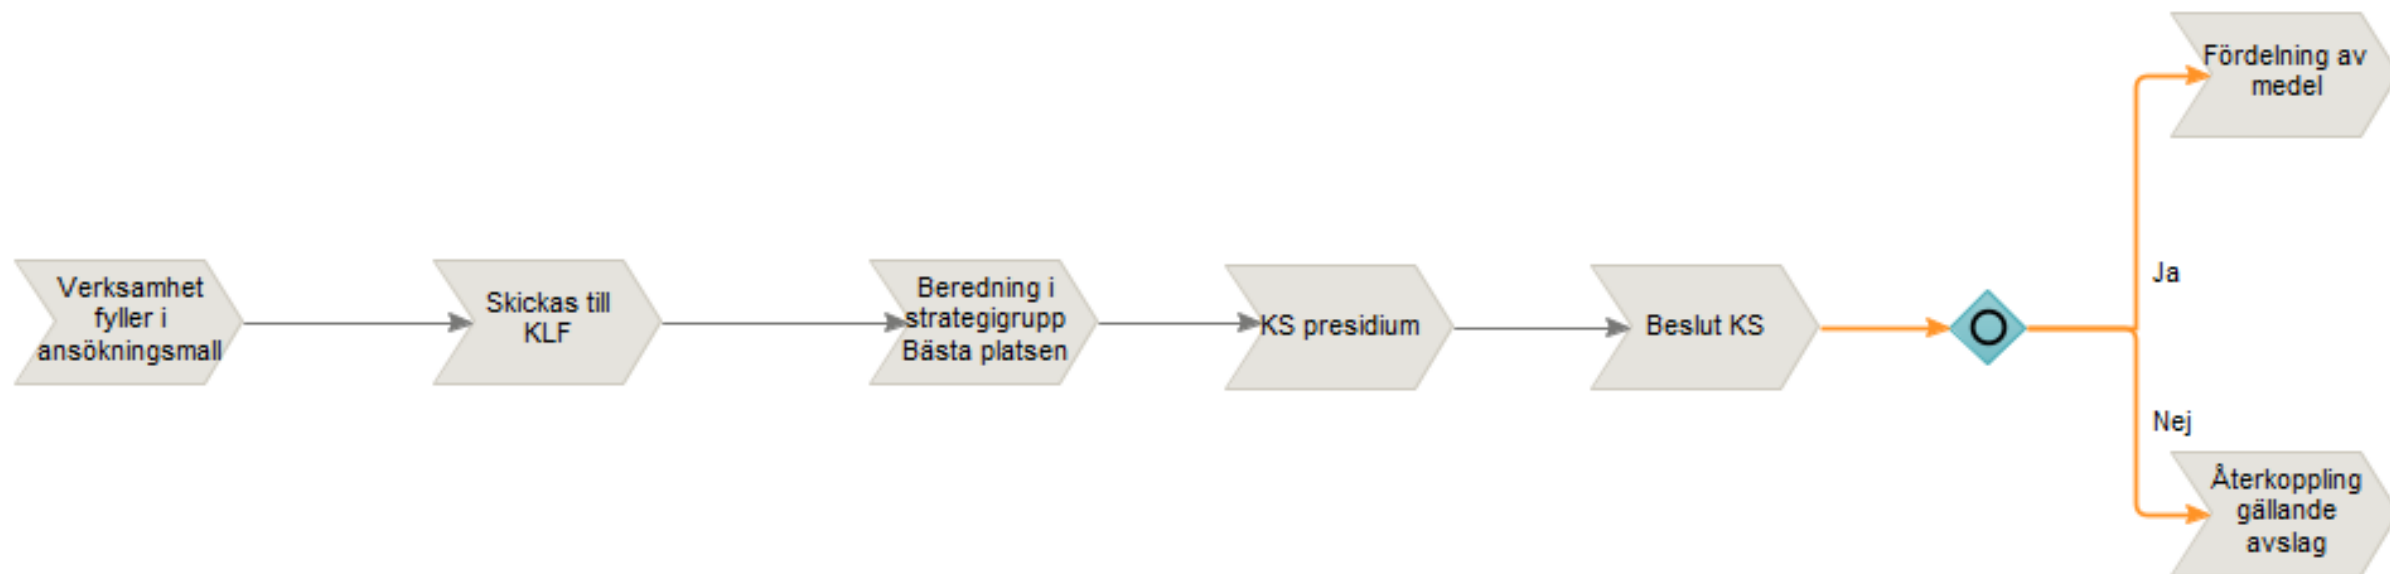 Verksamhet
fyller i
ansökningsmall
Skickas till
KLF
Beredning i
strategigrupp
Bästa platsen
KS presidium
Beslut KS
Ja
Fördelning av
medel
Nej
Återkoppling
gällande
avslag